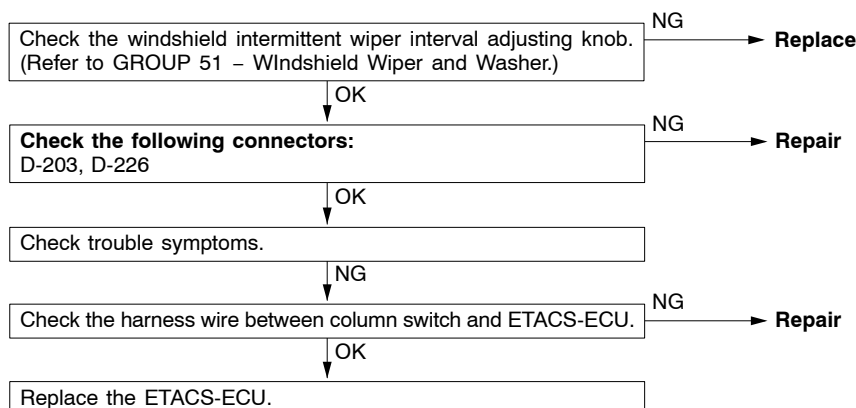 Check the windshield intermittent wiper interval adjusting knob.
(Refer to GROUP 51 – WIndshield Wiper and Washer.)
NG
Replace
OK
Check the following connectors:
D-203, D-226
NG
Repair
OK
Check trouble symptoms.
NG
Check the harness wire between column switch and ETACS-ECU.
NG
Repair
OK
Replace the ETACS-ECU.